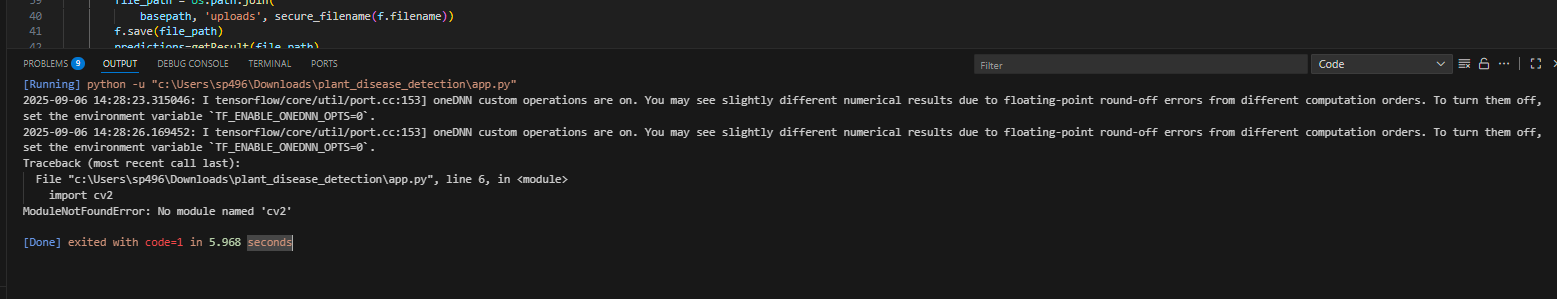 39 file_path = os.path.join(
40 basepath, 'uploads', secure_filename(f.filename))
41 f.save(file_path)
42 predictions=getResult(file_path)
PROBLEMS 9 OUTPUT DEBUG CONSOLE TERMINAL PORTS Filter Code
[Running] python -u "c:\Users\sp496\Downloads\plant_disease_detection\app.py"
2025-09-06 14:28:23.315046: I tensorflow/core/util/port.cc:153] oneDNN custom operations are on. You may see slightly different numerical results due to floating-point round-off errors from different computation orders. To turn them off,
set the environment variable `TF_ENABLE_ONEDNN_OPTS=0`.
2025-09-06 14:28:26.169452: I tensorflow/core/util/port.cc:153] oneDNN custom operations are on. You may see slightly different numerical results due to floating-point round-off errors from different computation orders. To turn them off,
set the environment variable `TF_ENABLE_ONEDNN_OPTS=0`.
Traceback (most recent call last):
File "c:\Users\sp496\Downloads\plant_disease_detection\app.py", line 6, in <module>
import cv2
ModuleNotFoundError: No module named 'cv2'
[Done] exited with code=1 in 5.968 seconds